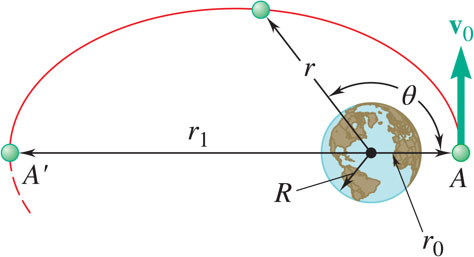 v₀
r
θ
r₁
A′
R
A
r₀